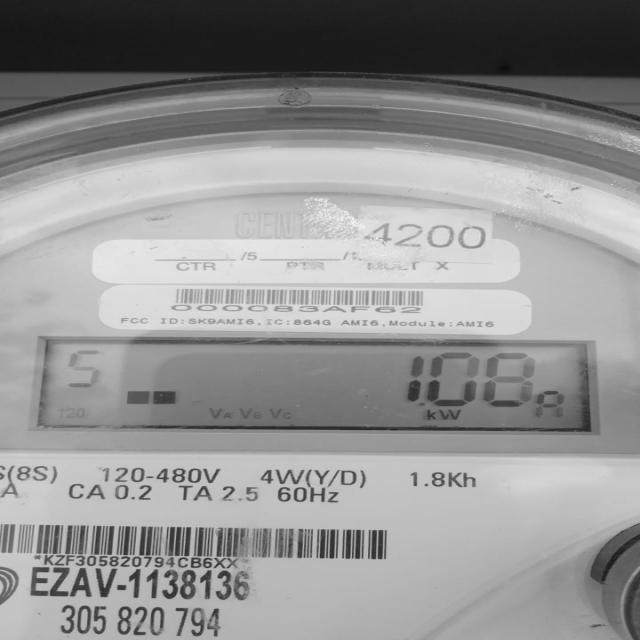 4200
CTR /5 PTR MULT X
000083AF62
FCC ID:SK9AMI6,IC:864G AMI6,Module:AMI6
5 1.08 A
120 VA VB VC kW
S(8S) 120-480V 4W(Y/D) 1.8Kh
A CA 0.2 TA 2.5 60Hz
*KZF305820794CB6XX
EZAV-1138136
305 820 794